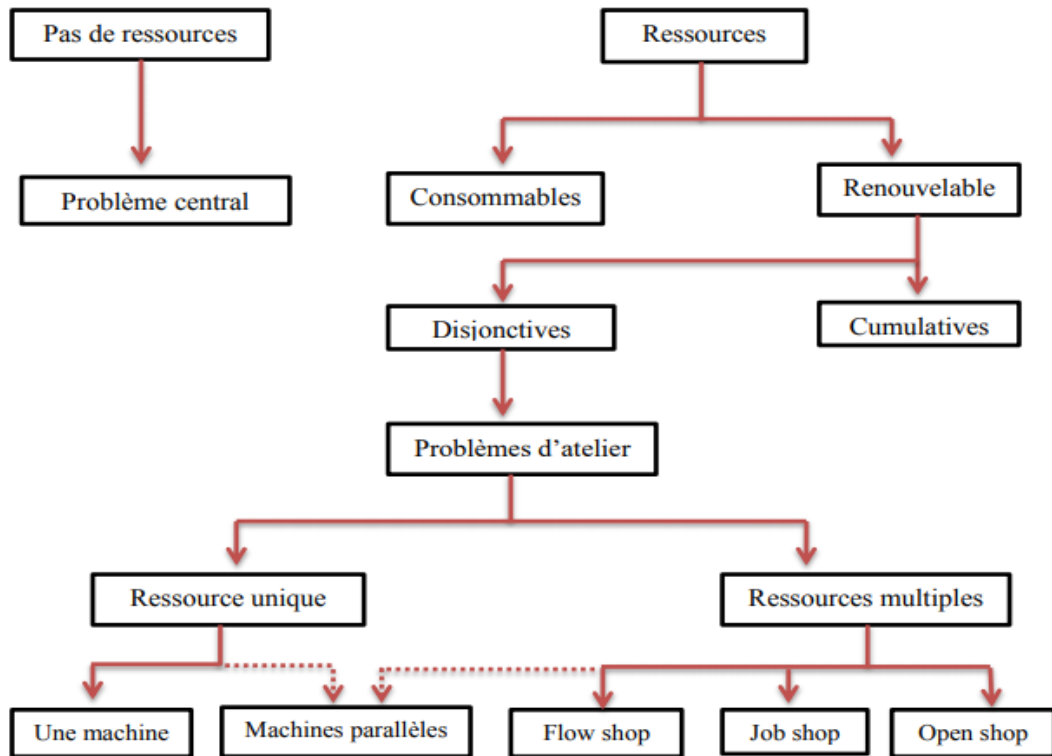 Pas de ressources
Ressources
Problème central
Consommables
Renouvelable
Disjonctives
Cumulatives
Problèmes d'atelier
Ressource unique
Ressources multiples
Une machine
Machines parallèles
Flow shop
Job shop
Open shop